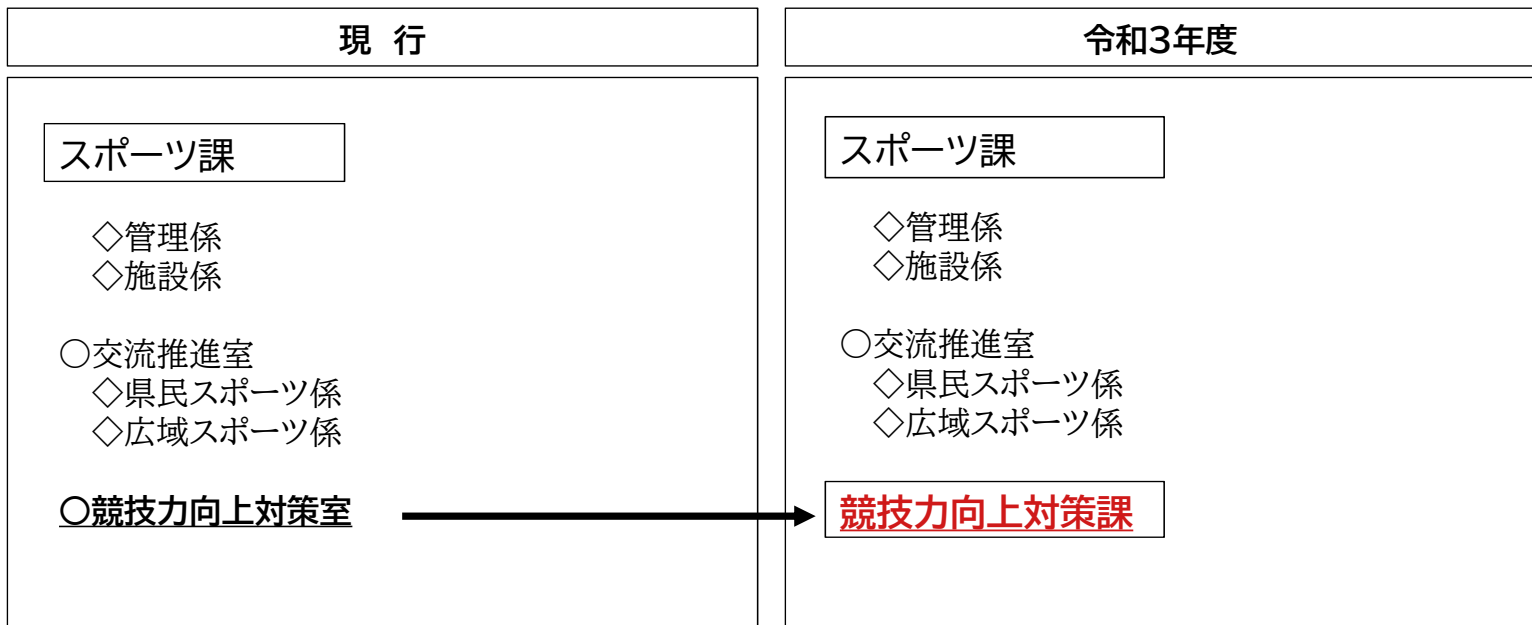 現 行
スポーツ課
◇管理係
◇施設係
○交流推進室
◇県民スポーツ係
◇広域スポーツ係
○競技力向上対策室
令和3年度
スポーツ課
◇管理係
◇施設係
○交流推進室
◇県民スポーツ係
◇広域スポーツ係
競技力向上対策課